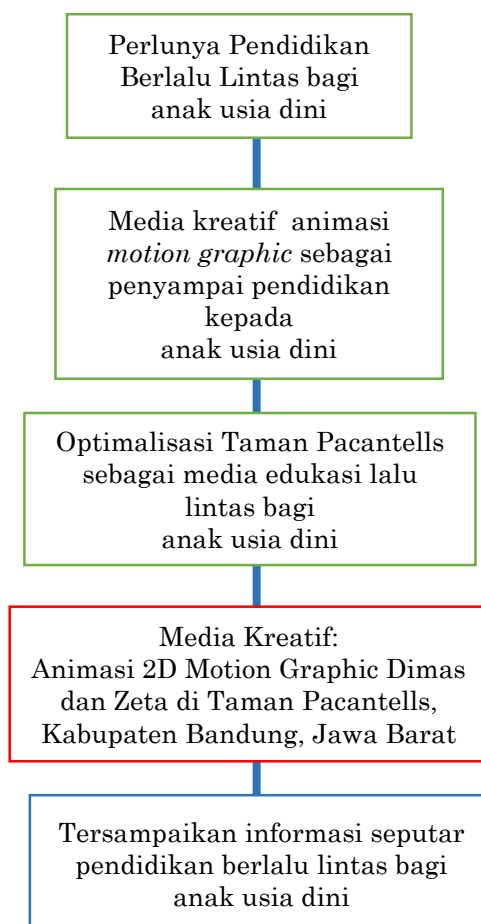 Perlunya Pendidikan
Berlalu Lintas bagi
anak usia dini
Media kreatif animasi
motion graphic sebagai
penyampai pendidikan
kepada
anak usia dini
Optimalisasi Taman Pacantells
sebagai media edukasi lalu
lintas bagi
anak usia dini
Media Kreatif:
Animasi 2D Motion Graphic Dimas
dan Zeta di Taman Pacantells,
Kabupaten Bandung, Jawa Barat
Tersampaikan informasi seputar
pendidikan berlalu lintas bagi
anak usia dini